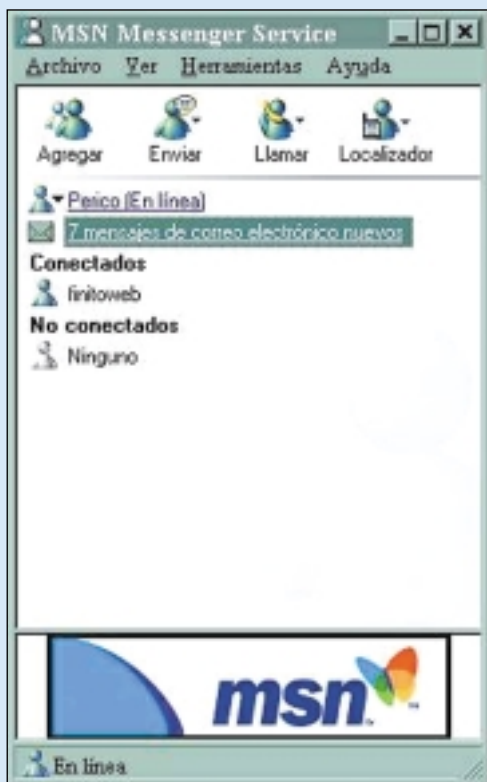 MSN Messenger Service
Archivo Ver Herramientas Ayuda
Agregar Enviar Llamar Localizador
Perico (En línea)
7 mensajes de correo electrónico nuevos
Conectados
finitoweb
No conectados
Ninguno
msn
En línea